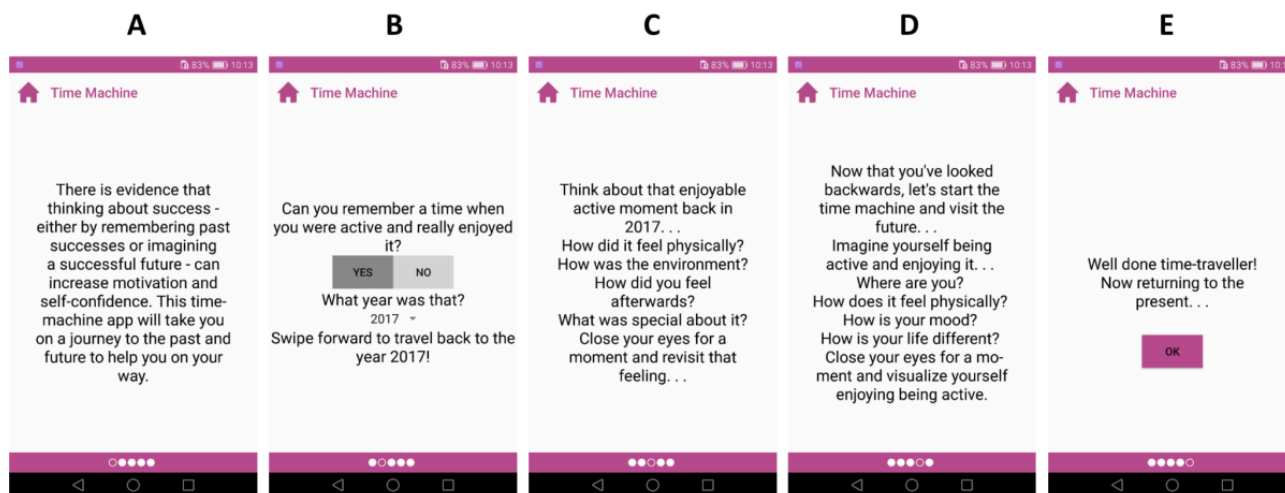 A
B
C
D
E
83% 10:13
Time Machine
There is evidence that
thinking about success -
either by remembering past
successes or imagining
a successful future - can
increase motivation and
self-confidence. This time-
machine app will take you
on a journey to the past and
future to help you on your
way.
83% 10:13
Time Machine
Can you remember a time when
you were active and really enjoyed
it?
YES NO
What year was that?
2017
Swipe forward to travel back to the
year 2017!
83% 10:13
Time Machine
Think about that enjoyable
active moment back in
2017. . .
How did it feel physically?
How was the environment?
How did you feel
afterwards?
What was special about it?
Close your eyes for a
moment and revisit that
feeling. . .
83% 10:13
Time Machine
Now that you've looked
backwards, let's start the
time machine and visit the
future. . .
Imagine yourself being
active and enjoying it. . .
Where are you?
How does it feel physically?
How is your mood?
How is your life different?
Close your eyes for a mo-
ment and visualize yourself
enjoying being active.
83% 10:1
Time Machine
Well done time-traveller!
Now returning to the
present. . .
OK